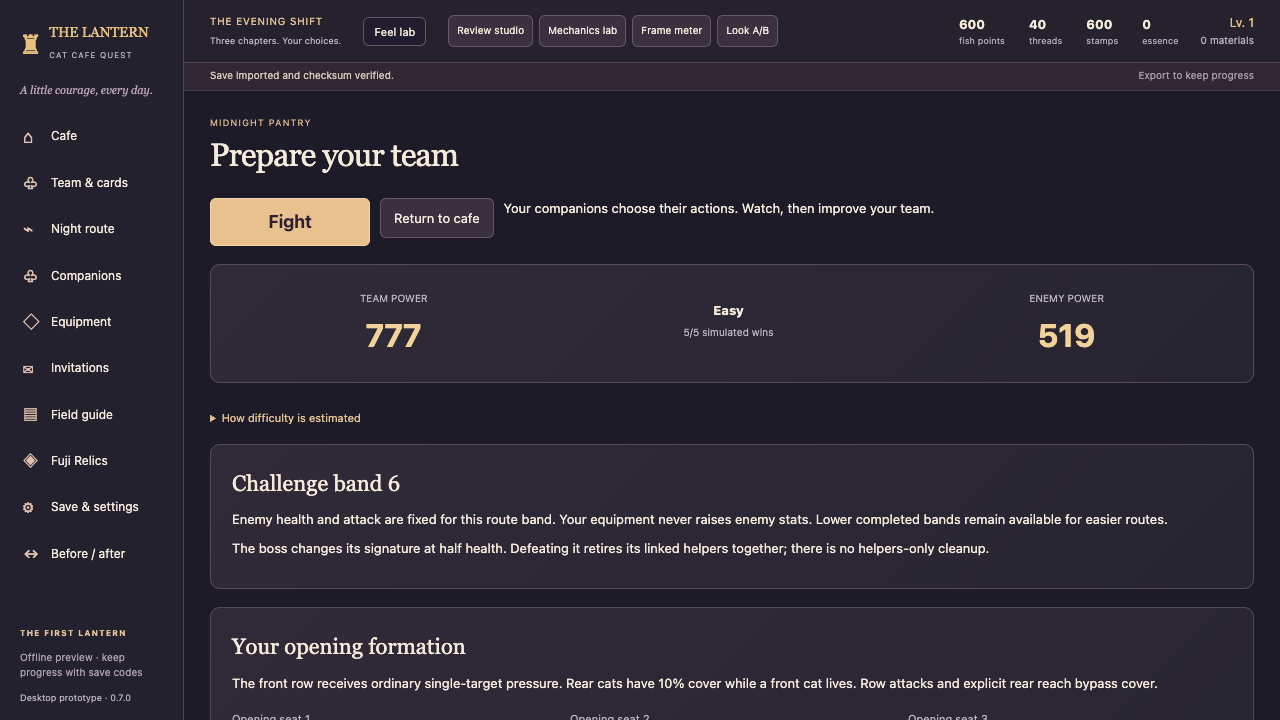 THE LANTERN
CAT CAFE QUEST
A little courage, every day.
Cafe
Team & cards
Night route
Companions
Equipment
Invitations
Field guide
Fuji Relics
Save & settings
Before / after
THE FIRST LANTERN
Offline preview · keep
progress with save codes
Desktop prototype · 0.7.0
THE EVENING SHIFT
Three chapters. Your choices.
Feel lab
Review studio
Mechanics lab
Frame meter
Look A/B
600
fish points
40
threads
600
stamps
0
essence
Lv. 1
0 materials
Save imported and checksum verified.
Export to keep progress
MIDNIGHT PANTRY
Prepare your team
Fight
Return to cafe
Your companions choose their actions. Watch, then improve your team.
TEAM POWER
777
Easy
5/5 simulated wins
ENEMY POWER
519
How difficulty is estimated
Challenge band 6
Enemy health and attack are fixed for this route band. Your equipment never raises enemy stats. Lower completed bands remain available for easier routes.
The boss changes its signature at half health. Defeating it retires its linked helpers together; there is no helpers-only cleanup.
Your opening formation
The front row receives ordinary single-target pressure. Rear cats have 10% cover while a front cat lives. Row attacks and explicit rear reach bypass cover.
Opening seat 1
Opening seat 2
Opening seat 3